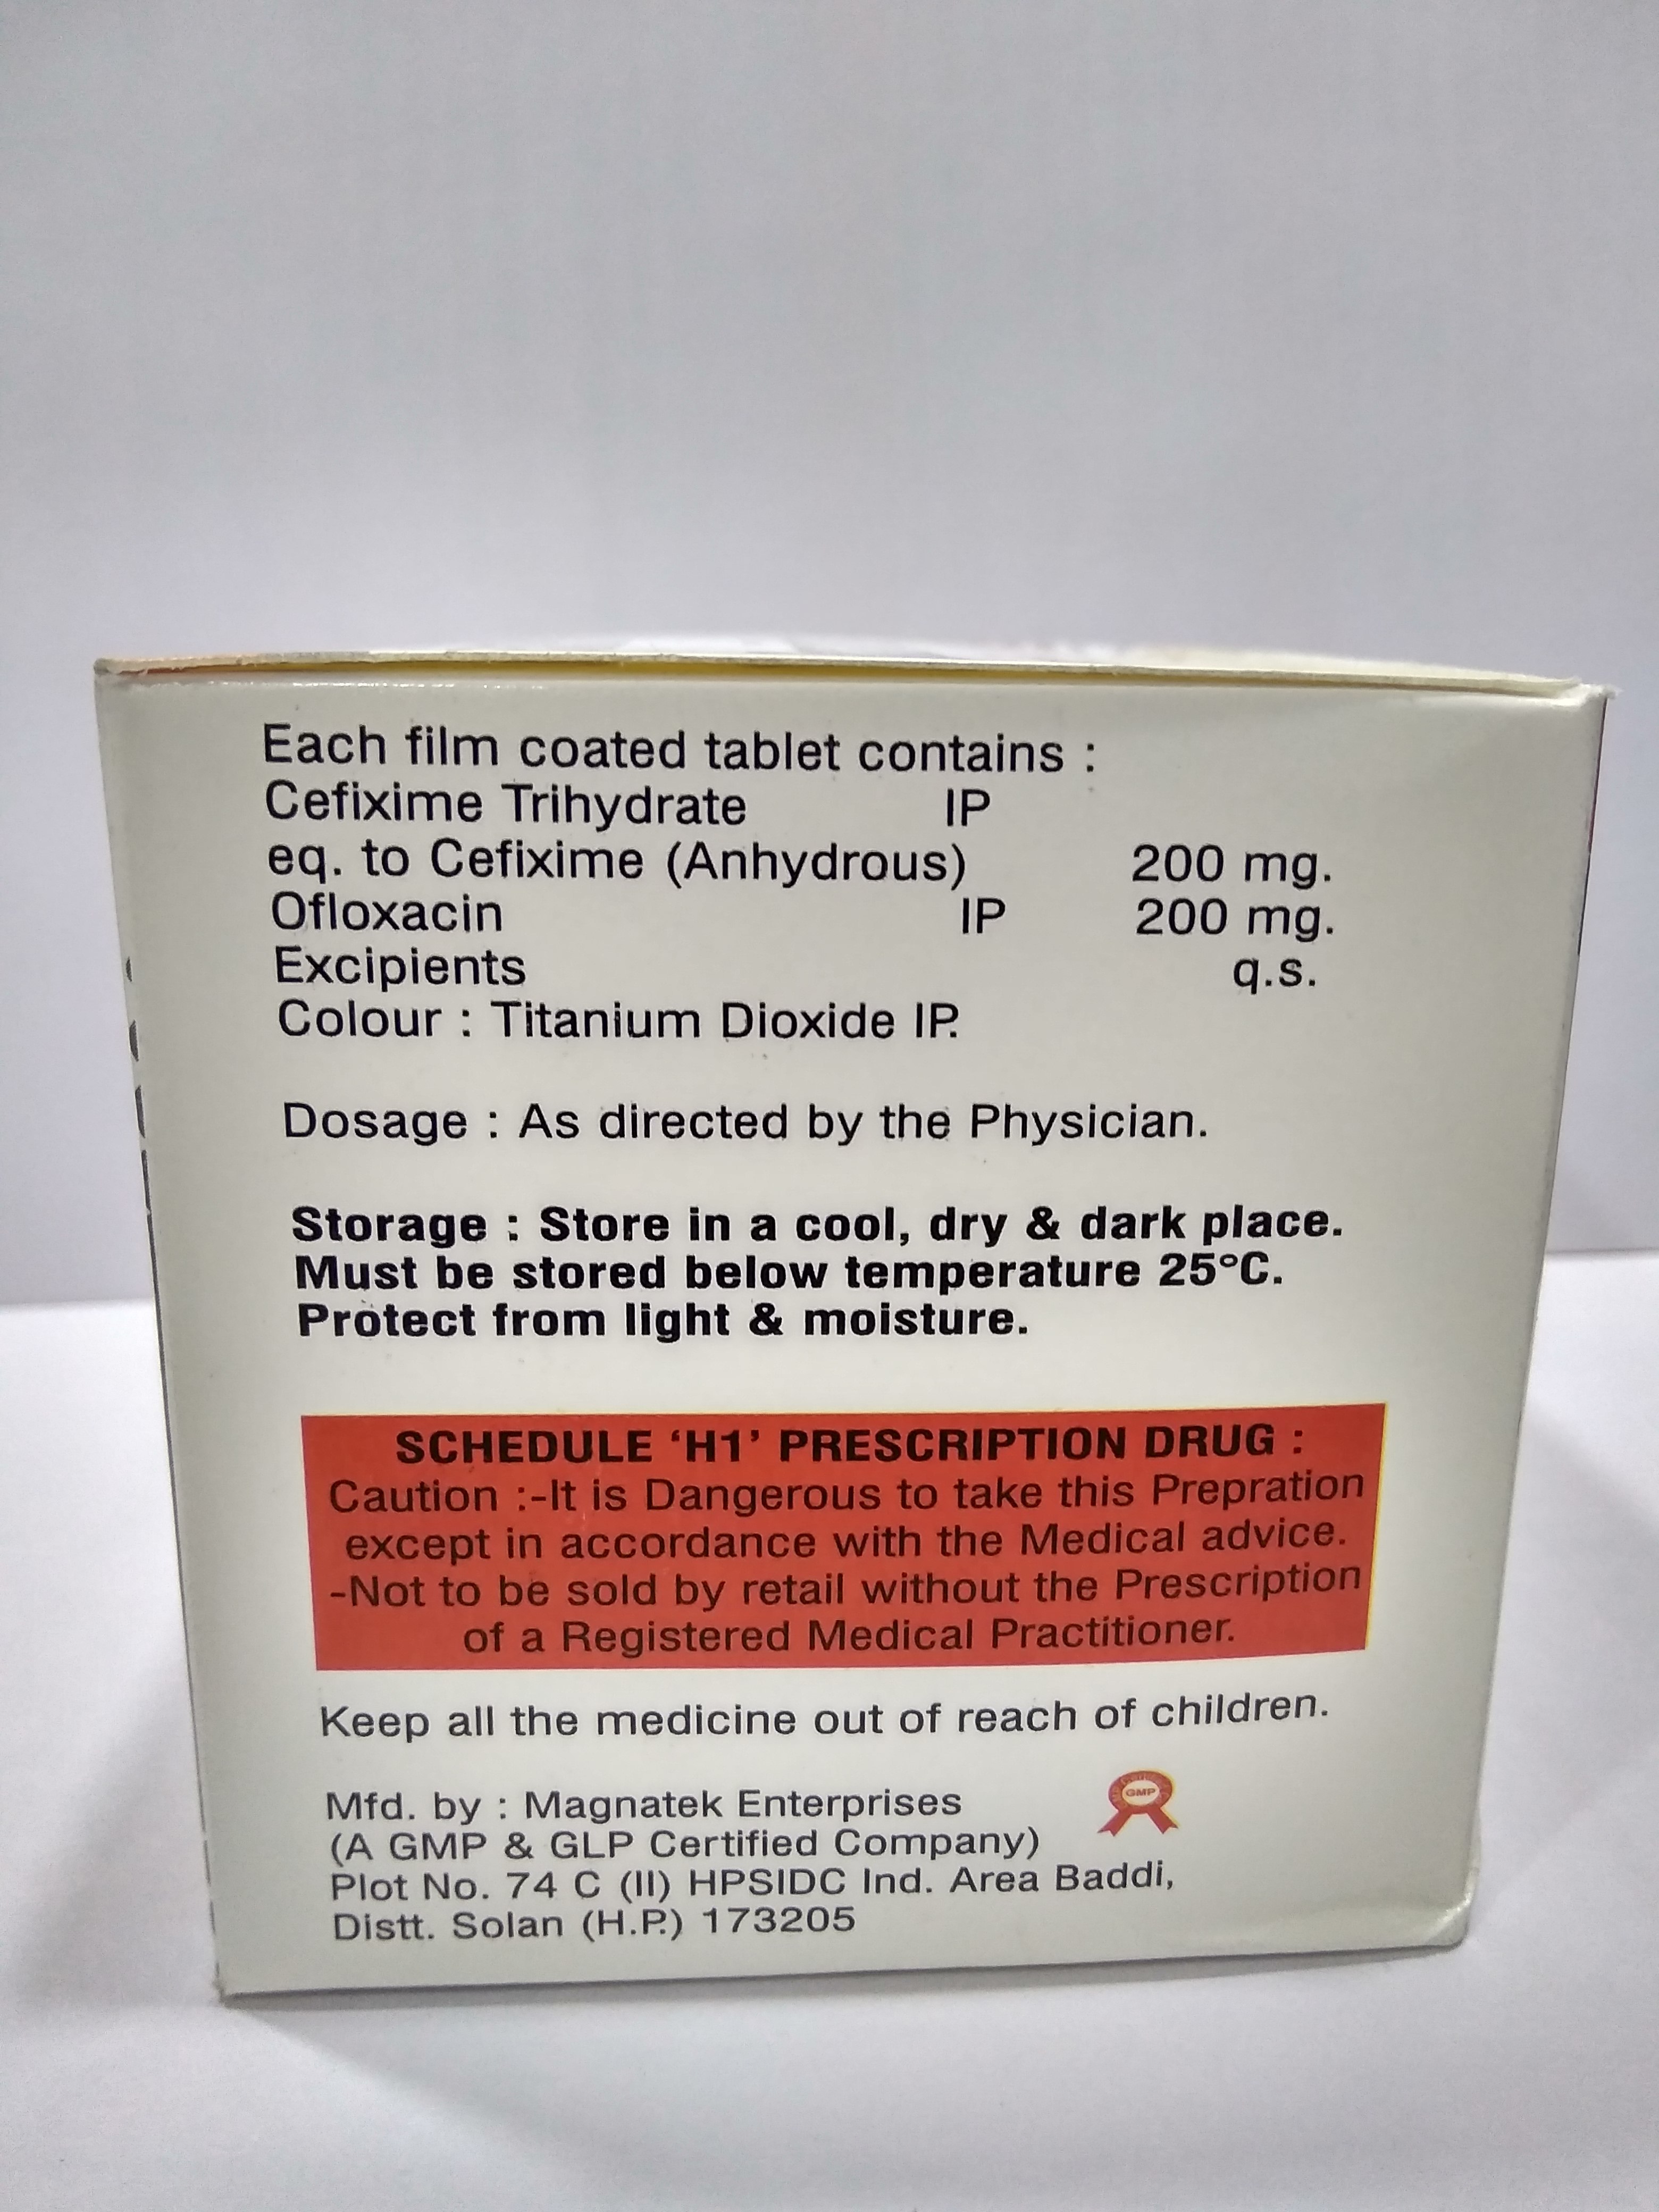 Each film coated tablet contains :
Cefixime Trihydrate IP
eq. to Cefixime (Anhydrous) 200 mg.
Ofloxacin IP 200 mg.
Excipients q.s.
Colour : Titanium Dioxide IP.
Dosage : As directed by the Physician.
Storage : Store in a cool, dry & dark place.
Must be stored below temperature 25°C.
Protect from light & moisture.
SCHEDULE ‘H1’ PRESCRIPTION DRUG :
Caution :-It is Dangerous to take this Prepration
except in accordance with the Medical advice.
-Not to be sold by retail without the Prescription
of a Registered Medical Practitioner.
Keep all the medicine out of reach of children.
Mfd. by : Magnatek Enterprises
(A GMP & GLP Certified Company)
Plot No. 74 C (II) HPSIDC Ind. Area Baddi,
Distt. Solan (H.P.) 173205
GMP